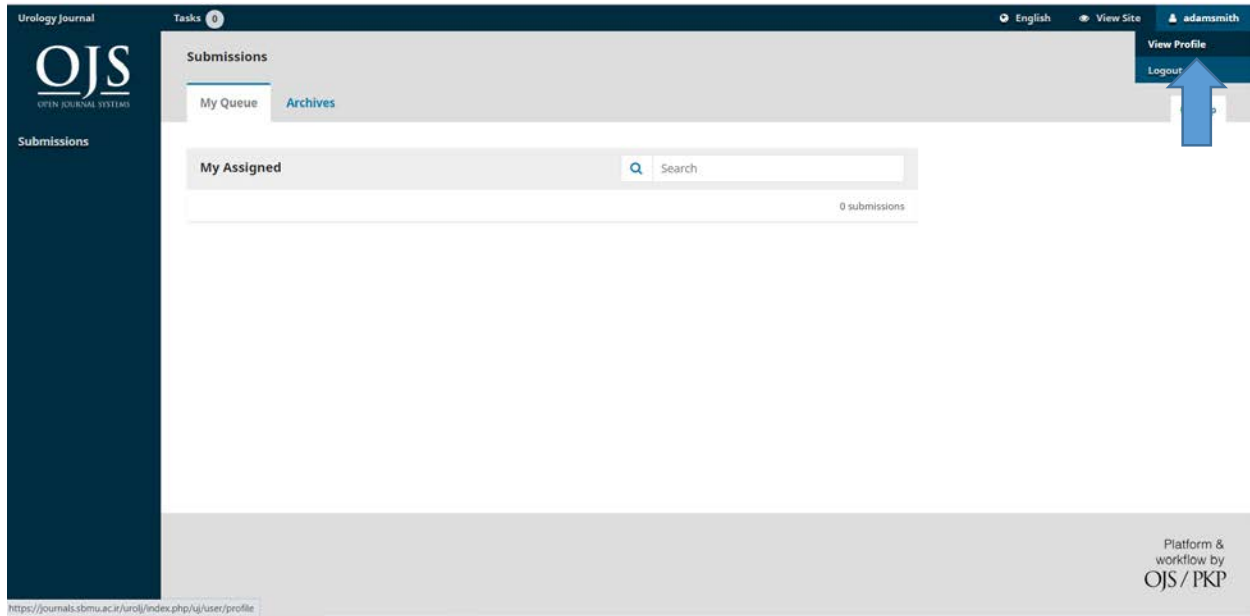 Urology Journal
Tasks 0
English
View Site
adamsmith
View Profile
Logout
OJS
OPEN JOURNAL SYSTEMS
Submissions
Submissions
My Queue
Archives
My Assigned
Search
0 submissions
Platform &
workflow by
OJS / PKP
https://journals.sbmu.ac.ir/urolj/index.php/uj/user/profile